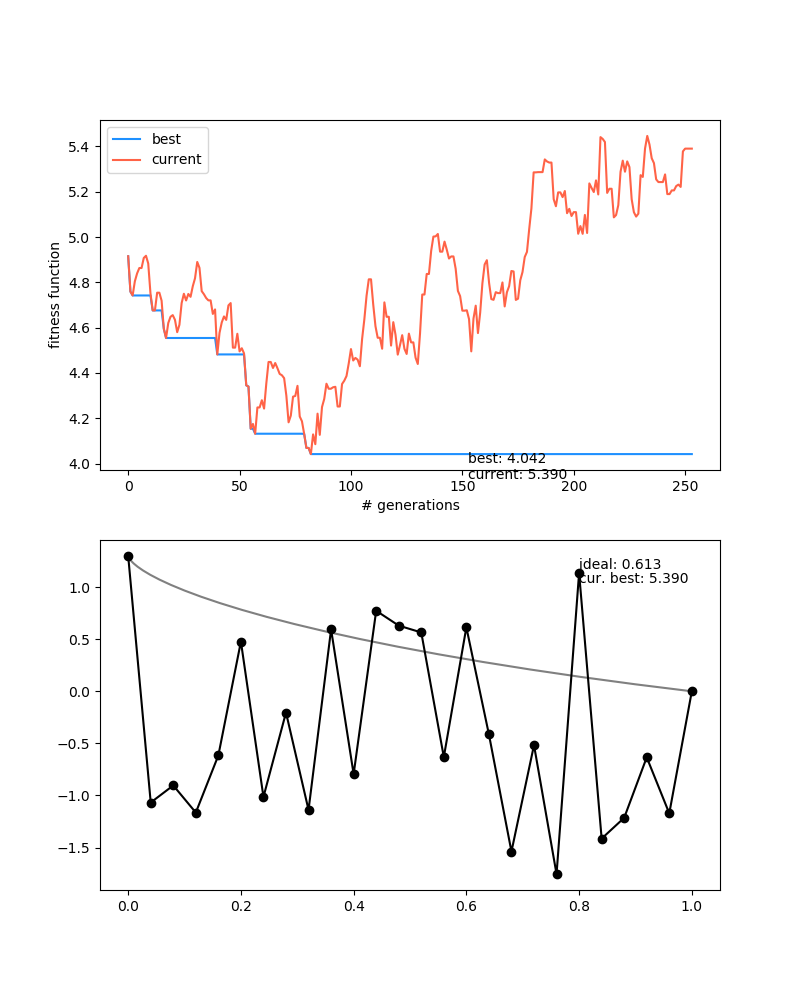 best
current
5.4
5.2
5.0
4.8
4.6
4.4
4.2
4.0
fitness function
best: 4.042
current: 5.390
0 50 100 150 200 250
# generations
ideal: 0.613
cur. best: 5.390
1.0
0.5
0.0
−0.5
−1.0
−1.5
0.0 0.2 0.4 0.6 0.8 1.0